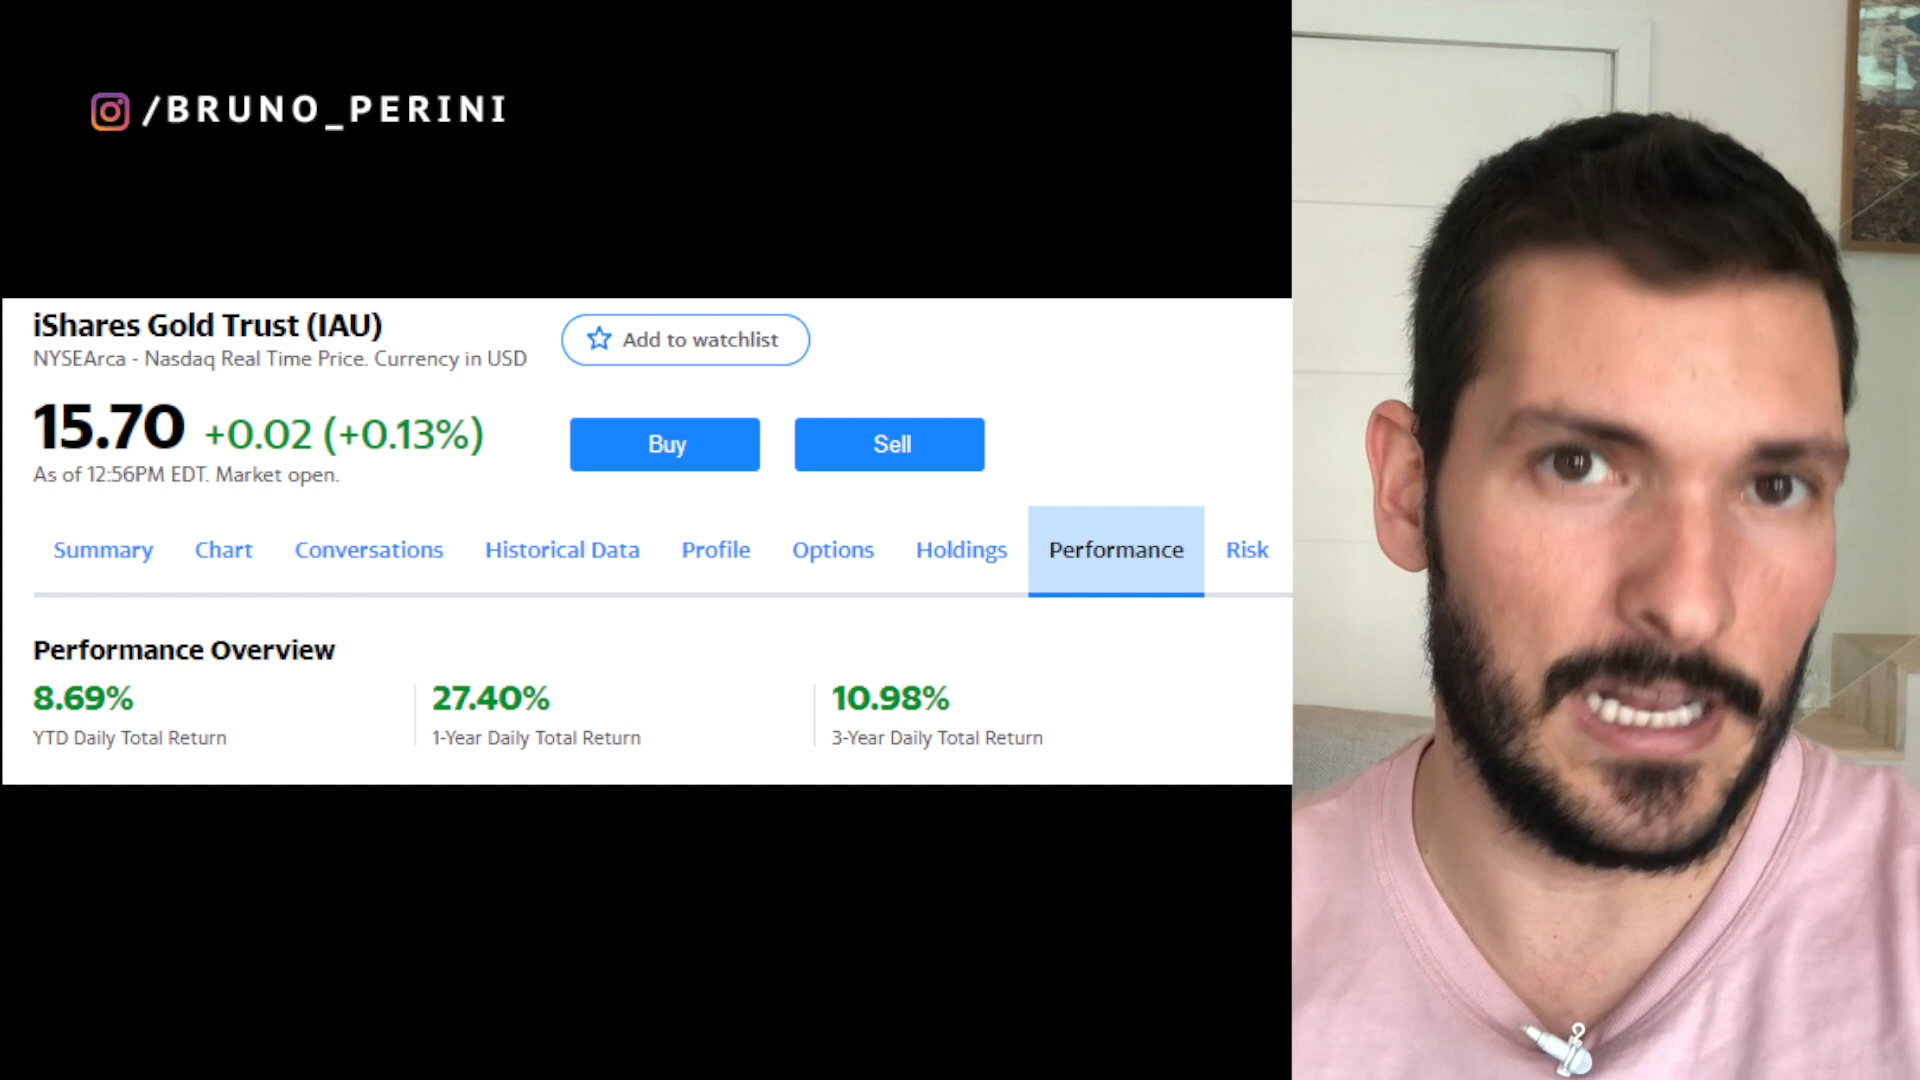 /BRUNO_PERINI
iShares Gold Trust (IAU)
NYSEArca - Nasdaq Real Time Price. Currency in USD
Add to watchlist
15.70 +0.02 (+0.13%)
As of 12:56PM EDT. Market open.
Buy
Sell
Summary Chart Conversations Historical Data Profile Options Holdings Performance Risk
Performance Overview
8.69% 27.40% 10.98%
YTD Daily Total Return 1-Year Daily Total Return 3-Year Daily Total Return